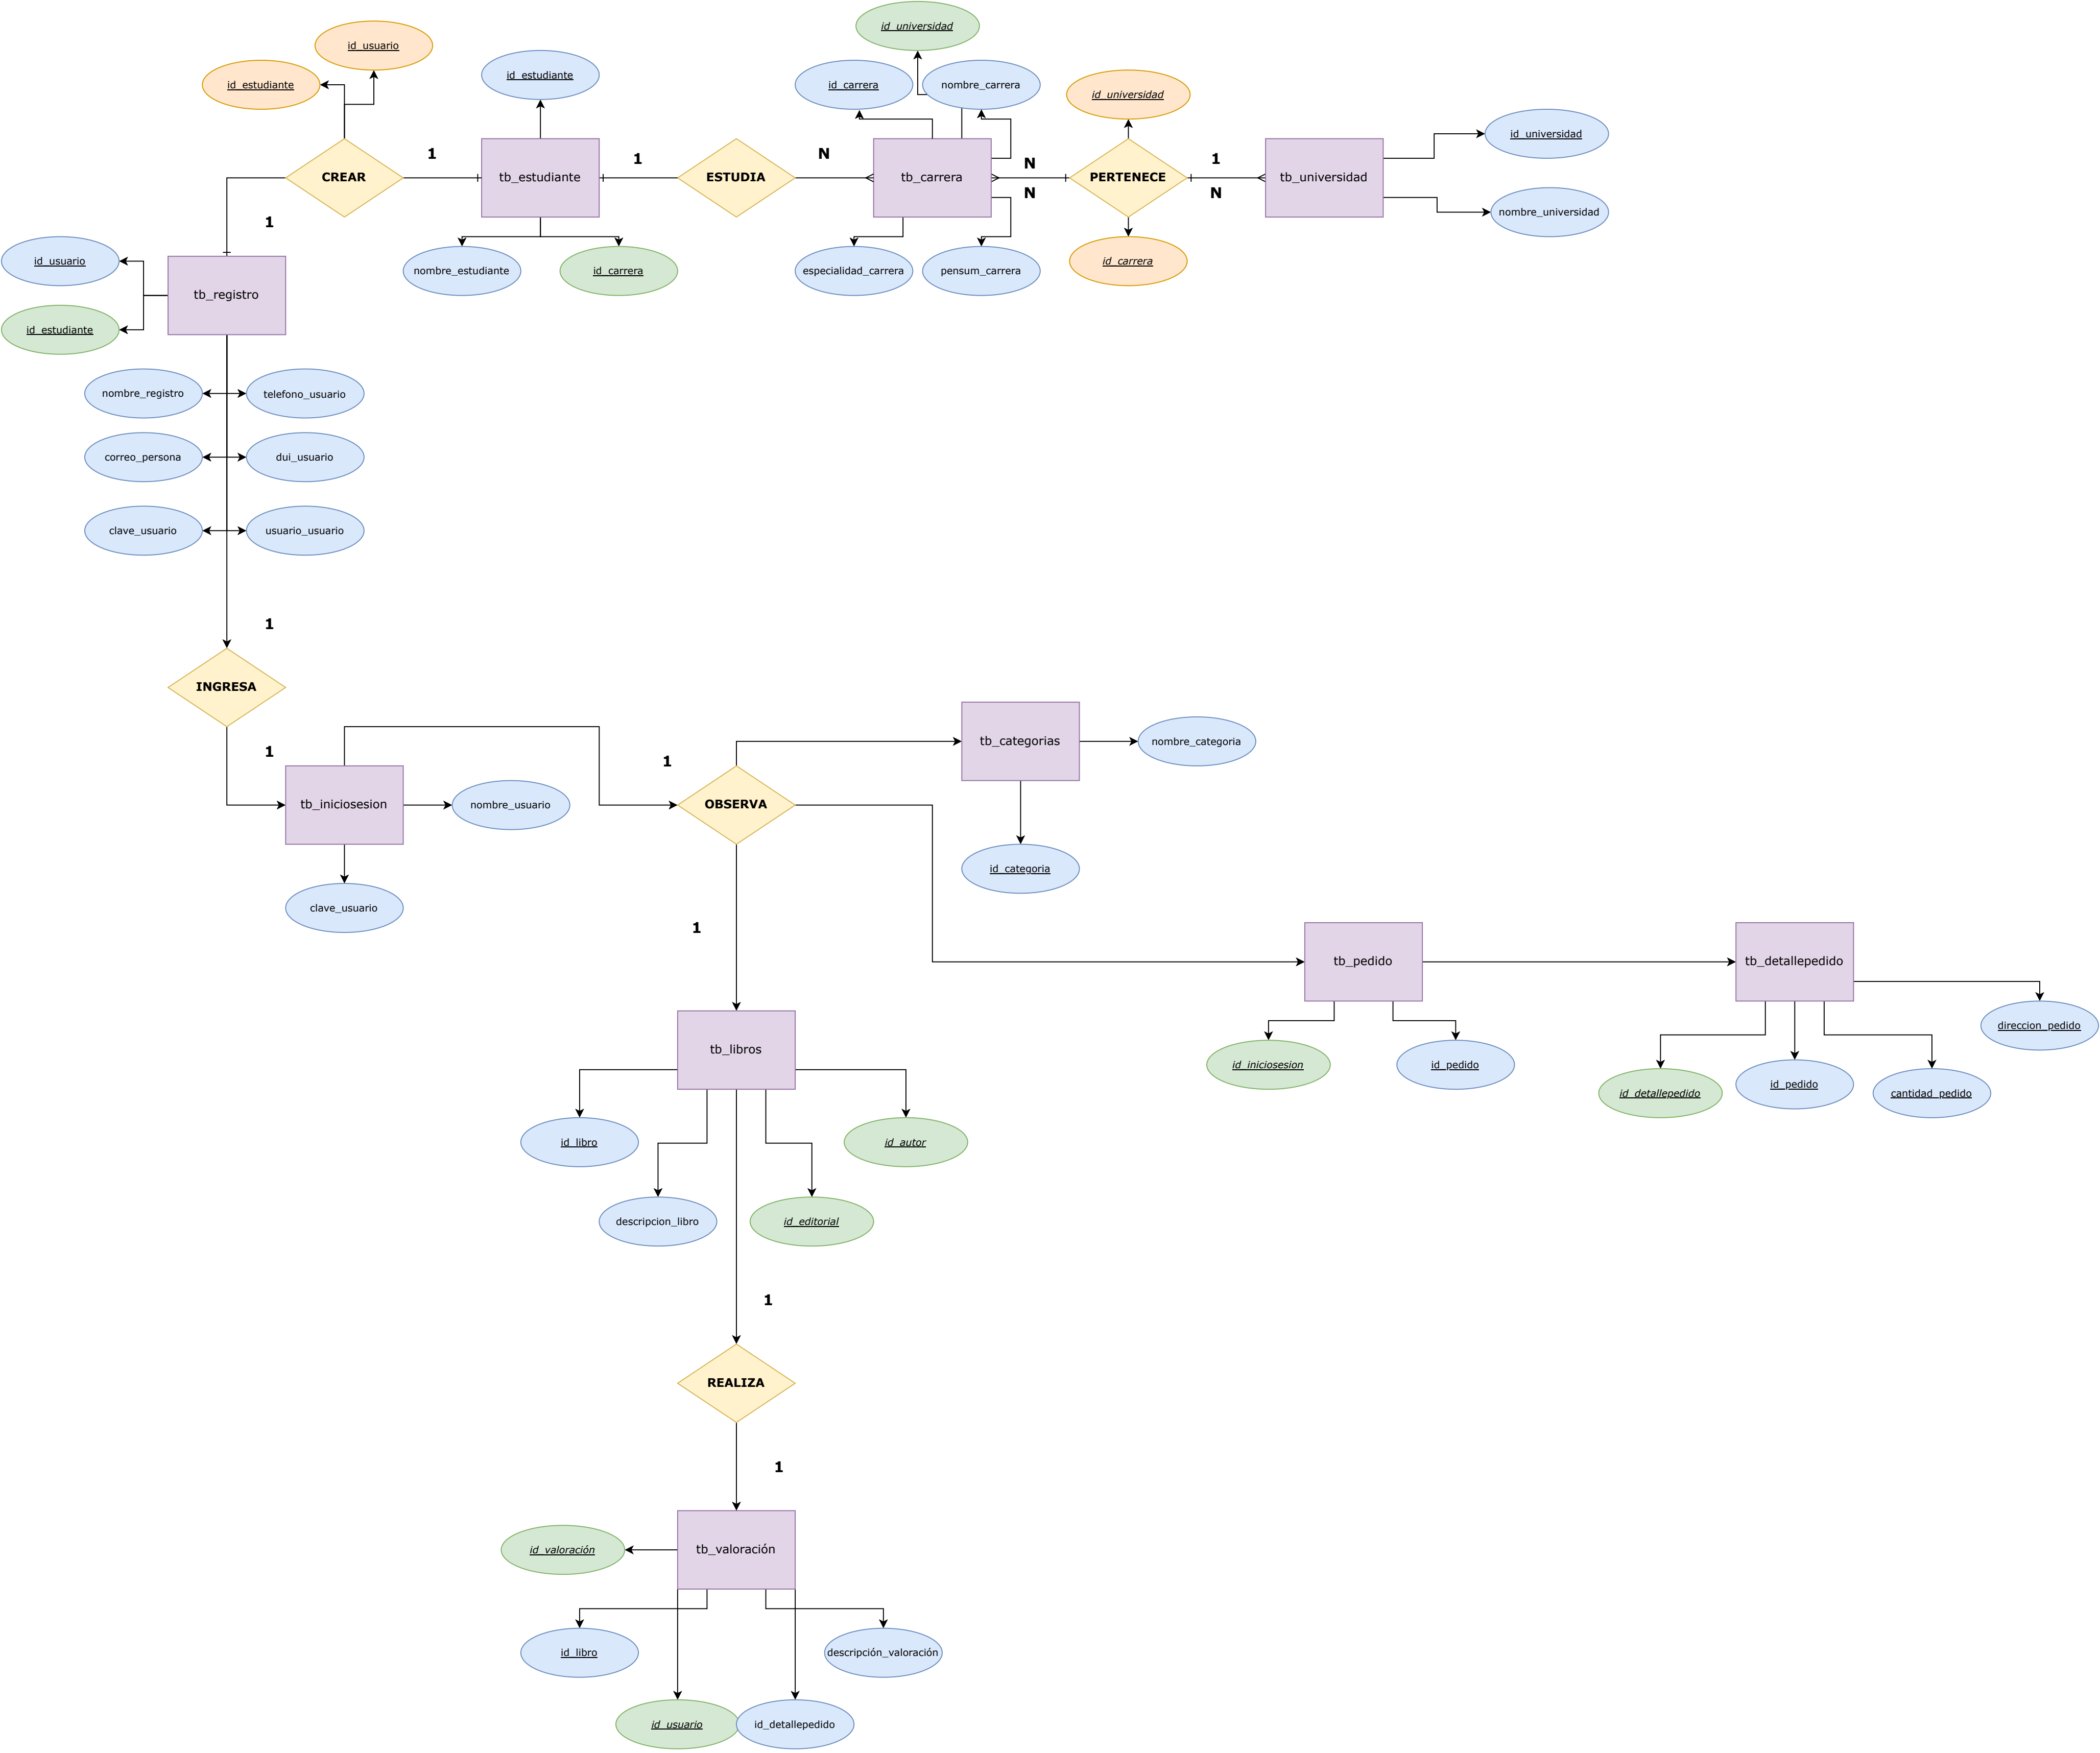 id_universidad
id_usuario
id_estudiante
id_estudiante
id_carrera
nombre_carrera
id_universidad
id_universidad
1
1
N
N
1
CREAR
tb_estudiante
ESTUDIA
tb_carrera
PERTENECE
tb_universidad
N
N
nombre_universidad
1
id_usuario
nombre_estudiante
id_carrera
especialidad_carrera
pensum_carrera
id_carrera
tb_registro
id_estudiante
nombre_registro
telefono_usuario
correo_persona
dui_usuario
clave_usuario
usuario_usuario
1
INGRESA
1
1
tb_categorias
nombre_categoria
tb_iniciosesion
nombre_usuario
OBSERVA
id_categoria
clave_usuario
1
tb_pedido
tb_detallepedido
direccion_pedido
tb_libros
id_iniciosesion
id_pedido
id_detallepedido
id_pedido
cantidad_pedido
id_libro
id_autor
descripcion_libro
id_editorial
1
REALIZA
1
id_valoración
tb_valoración
id_libro
descripción_valoración
id_usuario
id_detallepedido